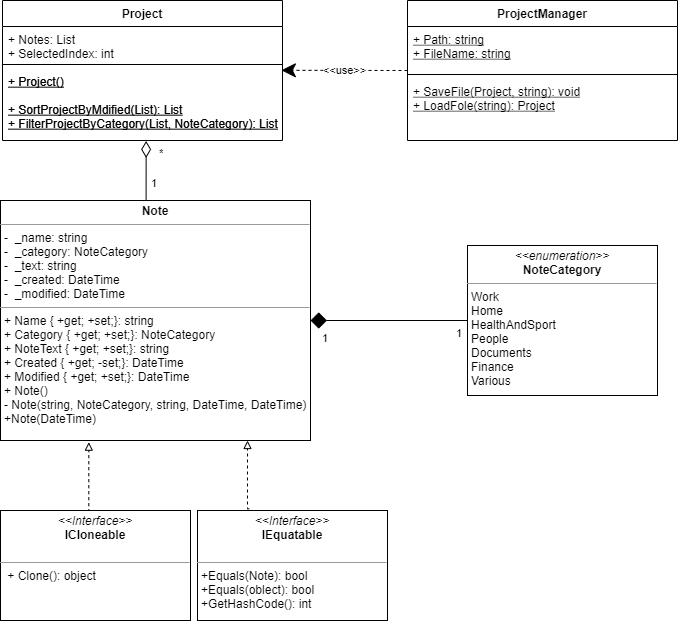 Project
+ Notes: List
+ SelectedIndex: int
+ Project()
+ SortProjectByMdified(List): List
+ FilterProjectByCategory(List, NoteCategory): List
<<use>>
ProjectManager
+ Path: string
+ FileName: string
+ SaveFile(Project, string): void
+ LoadFole(string): Project
*
1
Note
- _name: string
- _category: NoteCategory
- _text: string
- _created: DateTime
- _modified: DateTime
+ Name { +get; +set;}: string
+ Category { +get; +set;}: NoteCategory
+ NoteText { +get; +set;}: string
+ Created { +get; -set;}: DateTime
+ Modified { +get; +set;}: DateTime
+ Note()
- Note(string, NoteCategory, string, DateTime, DateTime)
+Note(DateTime)
1
1
<<enumeration>>
NoteCategory
Work
Home
HealthAndSport
People
Documents
Finance
Various
<<Interface>>
ICloneable
+ Clone(): object
<<Interface>>
IEquatable
+Equals(Note): bool
+Equals(oblect): bool
+GetHashCode(): int